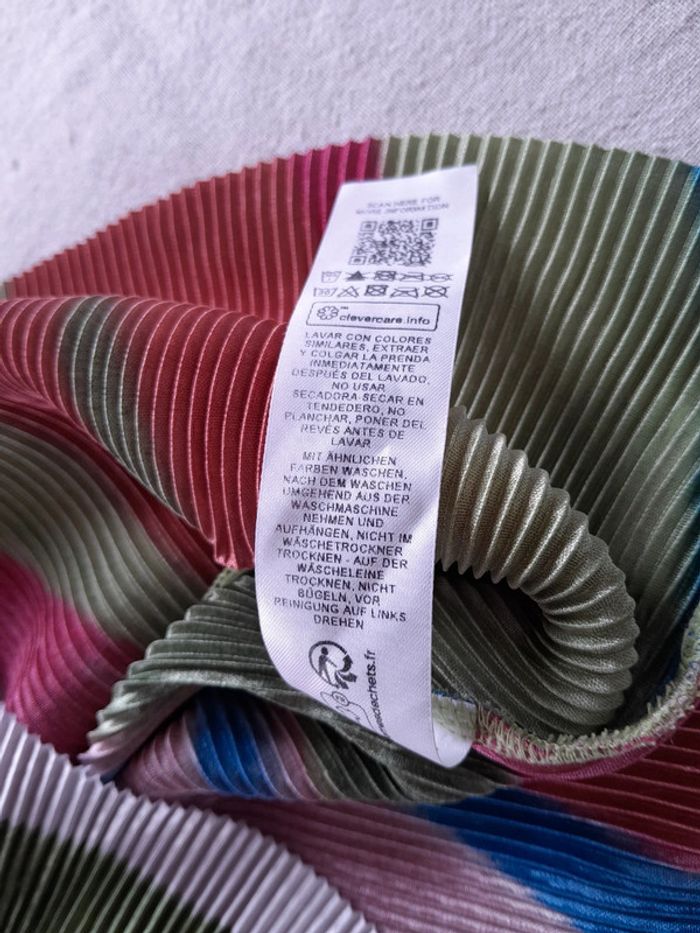 SCAN HERE FOR
MORE INFORMATION
clevercare.info
LAVAR CON COLORES
SIMILARES, EXTRAER
Y COLGAR LA PRENDA
INMEDIATAMENTE
DESPUÉS DEL LAVADO,
NO USAR
SECADORA-SECAR EN
TENDEDERO, NO
PLANCHAR, PONER DEL
REVÉS ANTES DE
LAVAR
MIT ÄHNLICHEN
FARBEN WASCHEN,
NACH DEM WASCHEN
UMGEHEND AUS DER
WASCHMASCHINE
NEHMEN UND
AUFHÄNGEN, NICHT IM
WÄSCHETROCKNER
TROCKNEN - AUF DER
WÄSCHELEINE
TROCKNEN, NICHT
BÜGELN, VOR
REINIGUNG AUF LINKS
DREHEN